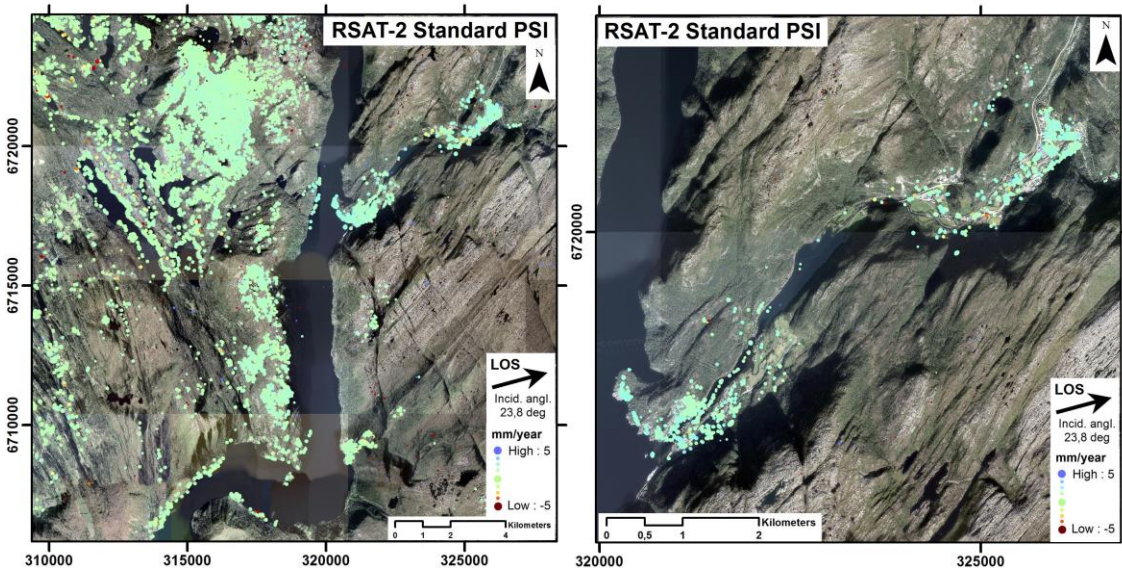 RSAT-2 Standard PSI
N
6720000
6715000
6710000
LOS
Incid. angl.
23,8 deg
mm/year
High : 5
Low : -5
Kilometers
0 1 2 4
310000 315000 320000 325000
RSAT-2 Standard PSI
N
6720000
LOS
Incid. angl.
23,8 deg
mm/year
High : 5
Low : -5
Kilometers
0 0,5 1 2
320000 325000